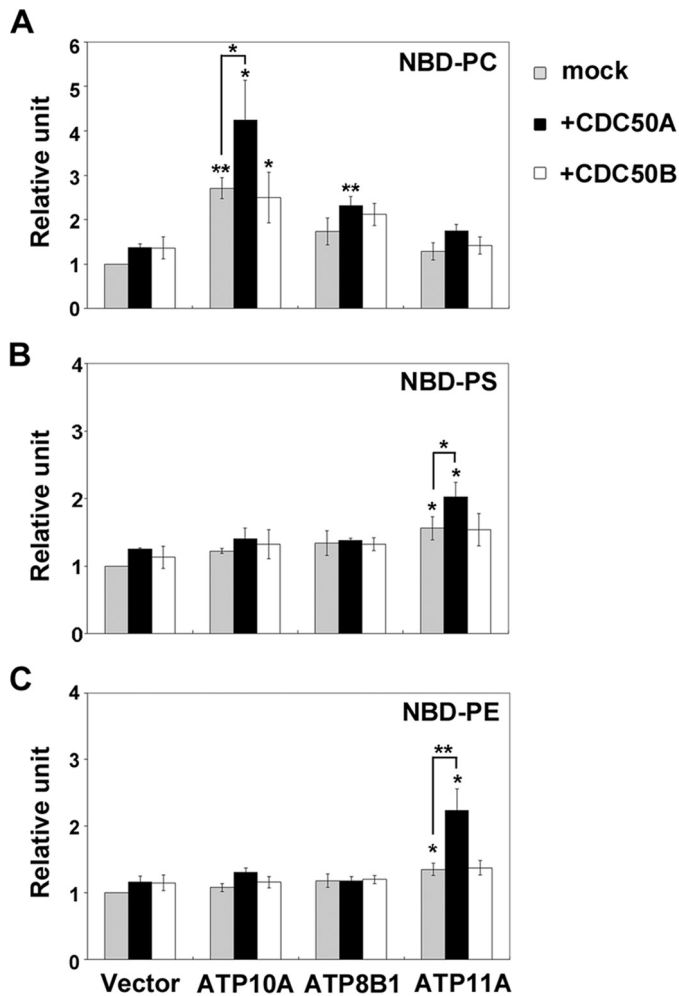 A
NBD-PC
mock
+CDC50A
+CDC50B
Relative unit
6
5
4
3
2
1
0
*
*
**
*
**
B
NBD-PS
Relative unit
4
3
2
1
0
*
*
*
C
NBD-PE
Relative unit
4
3
2
1
0
**
*
*
Vector ATP10A ATP8B1 ATP11A